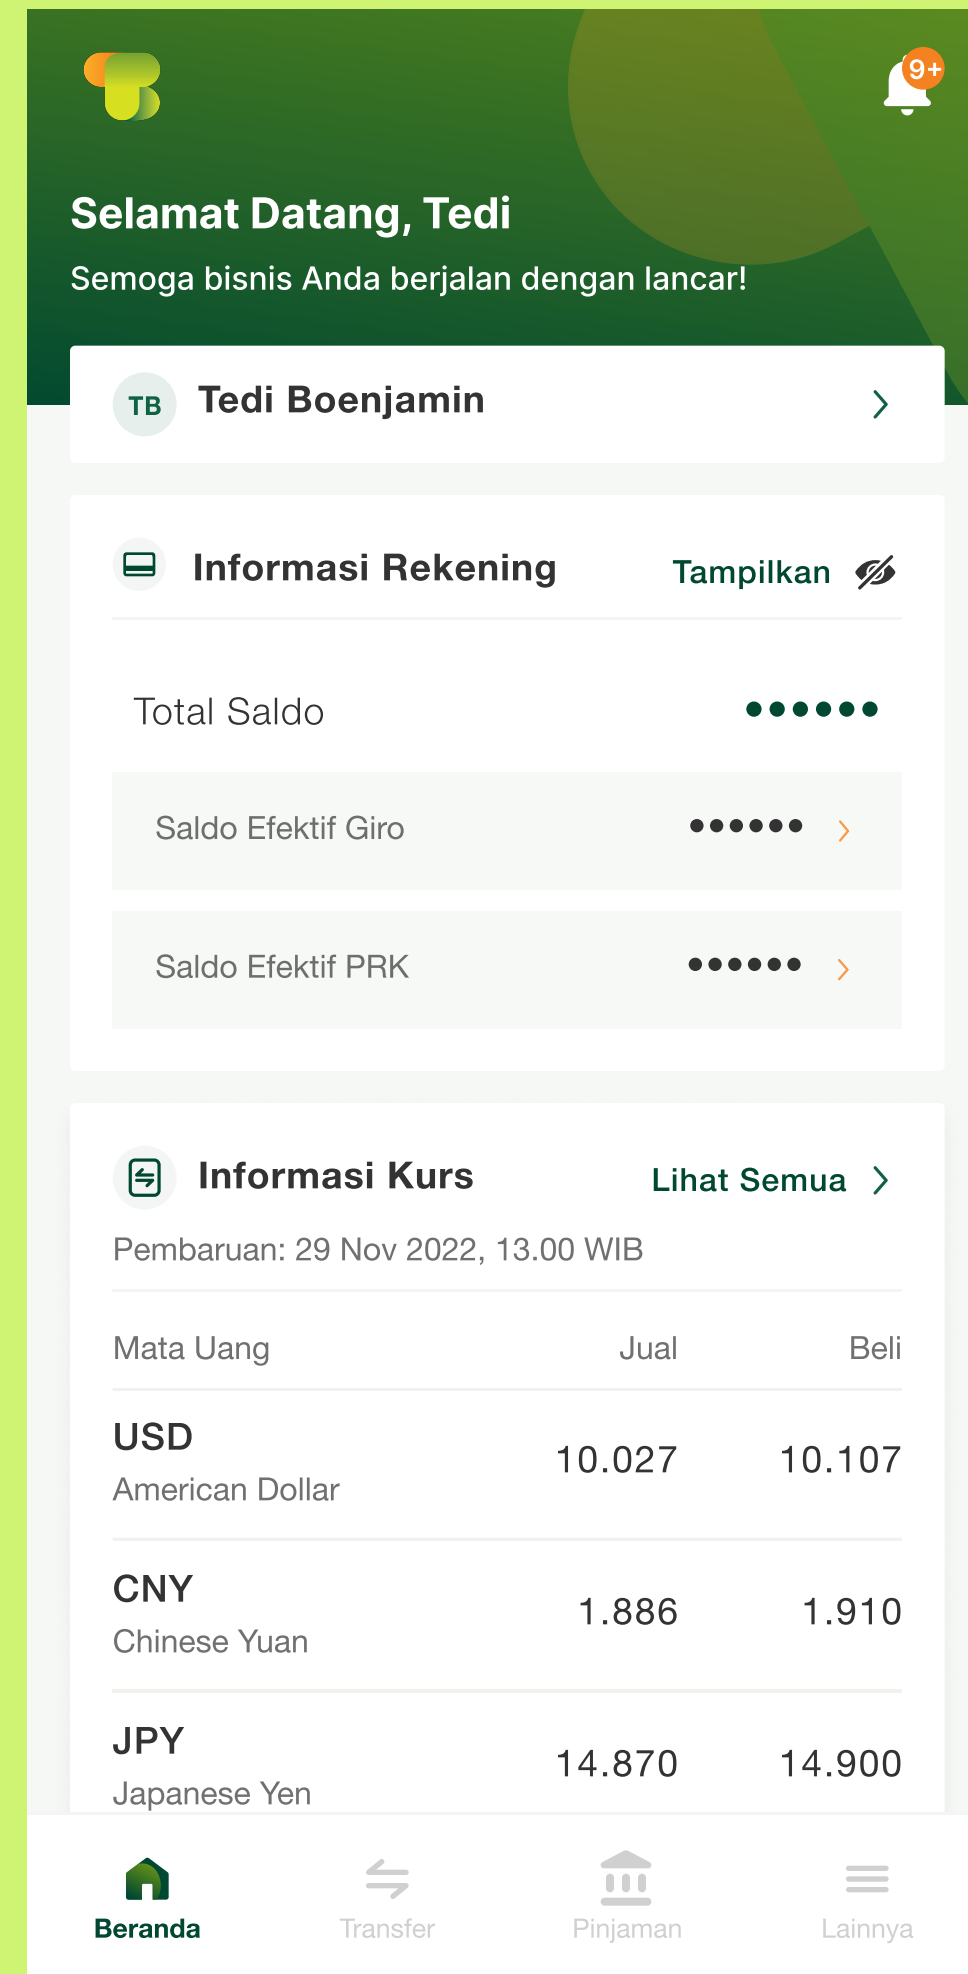 9+
Selamat Datang, Tedi
Semoga bisnis Anda berjalan dengan lancar!
TB Tedi Boenjamin
Informasi Rekening Tampilkan
Total Saldo ••••••
Saldo Efektif Giro ••••••
Saldo Efektif PRK ••••••
Informasi Kurs Lihat Semua
Pembaruan: 29 Nov 2022, 13.00 WIB
Mata Uang Jual Beli
USD 10.027 10.107
American Dollar
CNY 1.886 1.910
Chinese Yuan
JPY 14.870 14.900
Japanese Yen
Beranda Transfer Pinjaman Lainnya